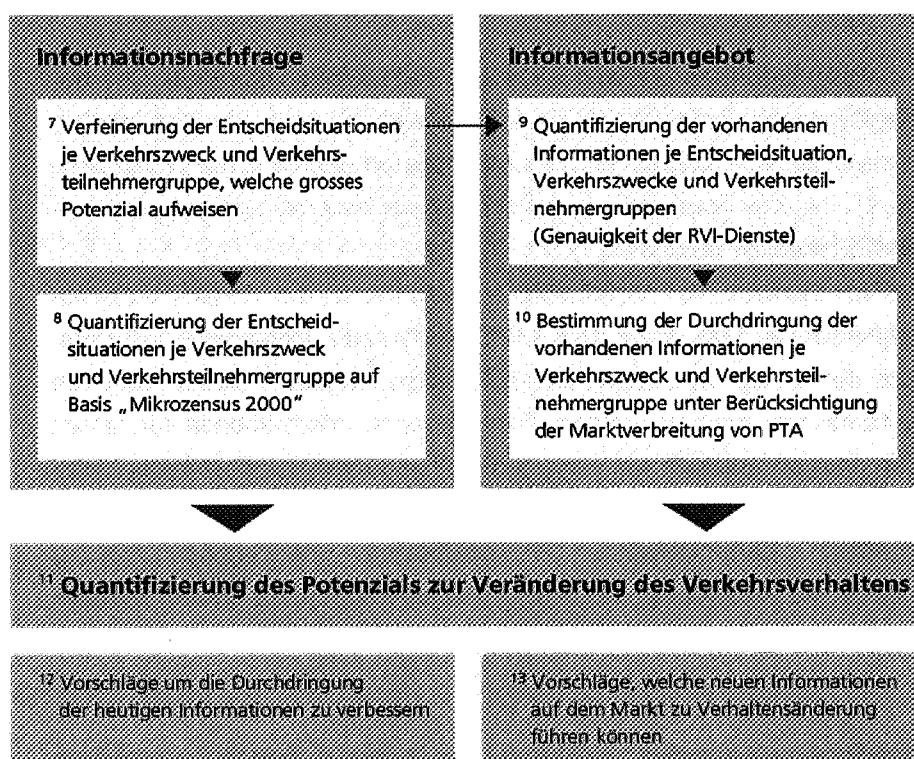 Informationsnachfrage
7 Verfeinerung der Entscheidsituationen
je Verkehrszweck und Verkehrs-
teilnehmergruppe, welche grosses
Potenzial aufweisen
8 Quantifizierung der Entscheid-
situationen je Verkehrszweck
und Verkehrsteilnehmergruppe auf
Basis „Mikrozensus 2000"
Informationsangebot
9 Quantifizierung der vorhandenen
Informationen je Entscheidsituation,
Verkehrszwecke und Verkehrsteil-
nehmergruppen
(Genauigkeit der RVI-Dienste)
10 Bestimmung der Durchdringung der
vorhandenen Informationen je
Verkehrszweck und Verkehrsteil-
nehmergruppe unter Berücksichtigung
der Marktverbreitung von PTA
11 Quantifizierung des Potenzials zur Veränderung des Verkehrsverhaltens
12 Vorschläge um die Durchdringung
der heutigen Informationen zu verbessern
13 Vorschläge, welche neuen Informationen
auf dem Markt zu Verhaltensänderung
führen können